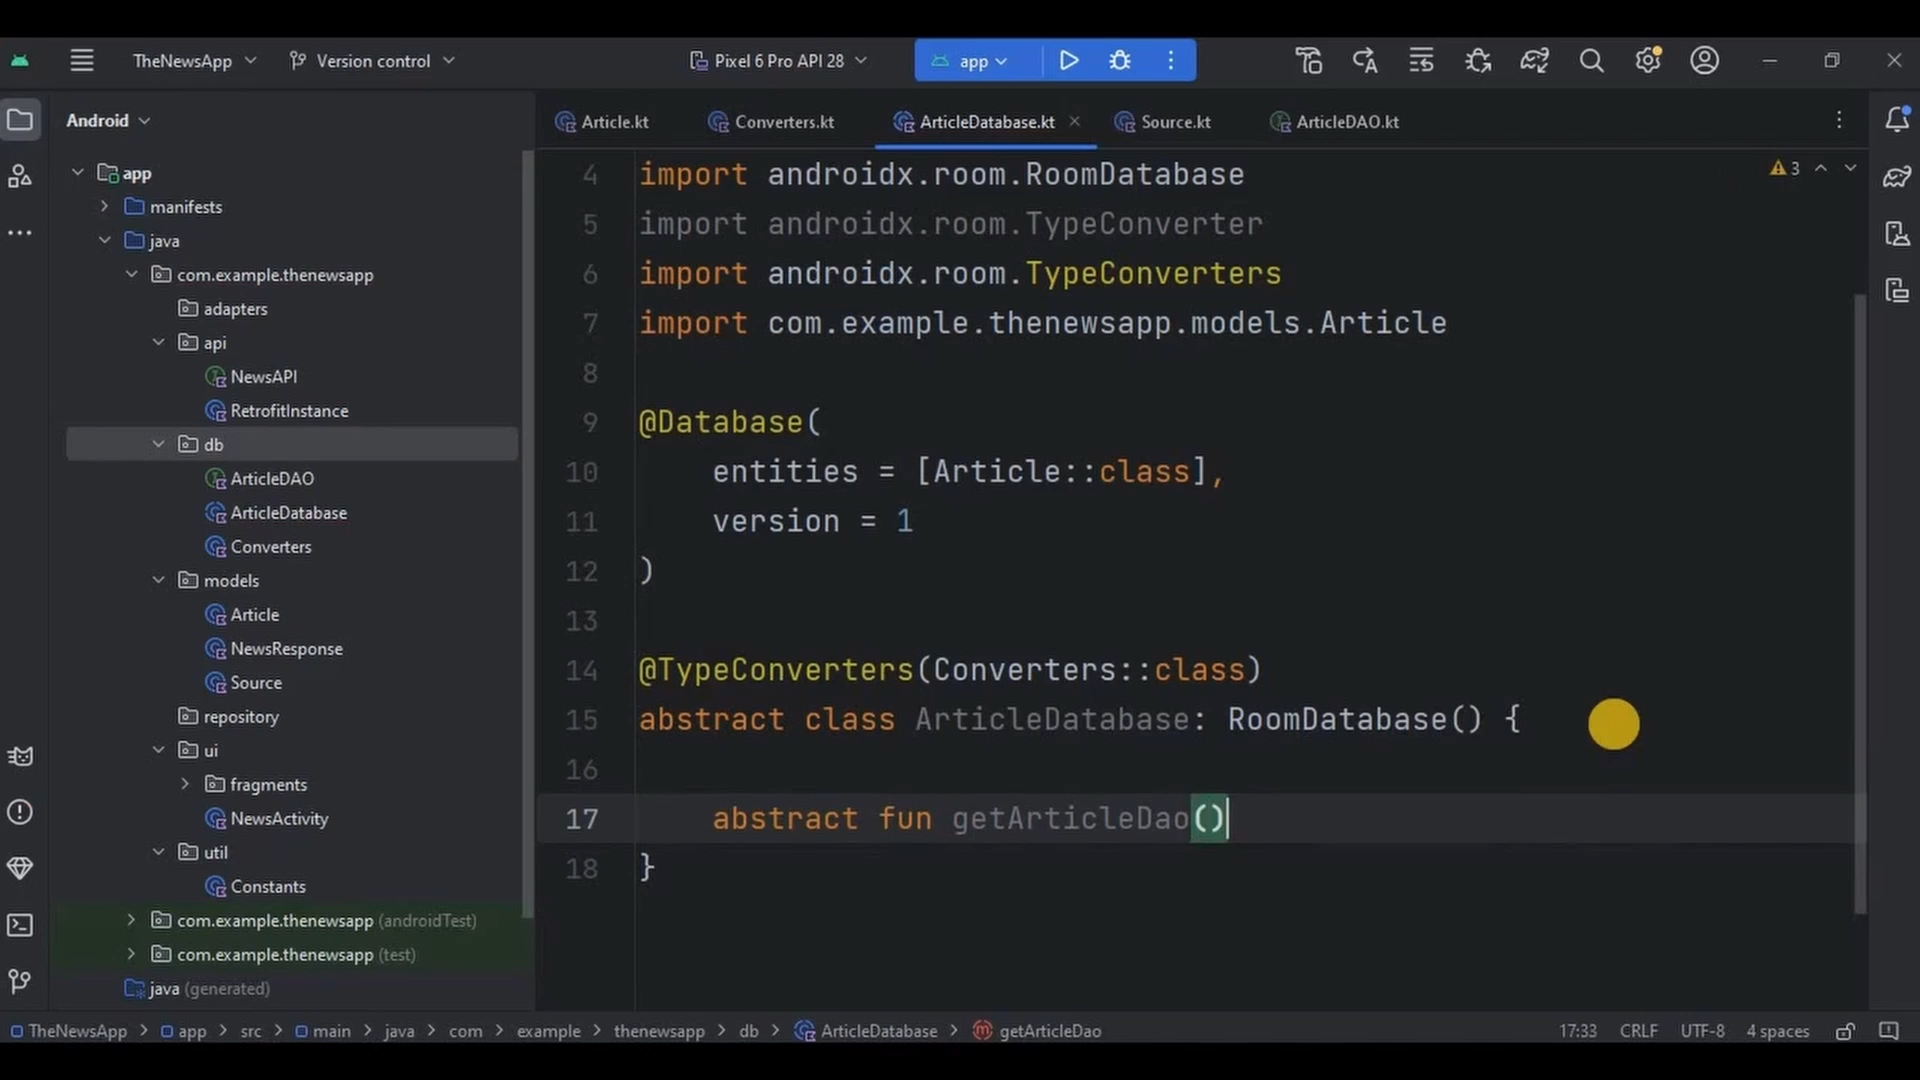 TheNewsApp
Version control
Pixel 6 Pro API 28
app
Android
Article.kt
Converters.kt
ArticleDatabase.kt
Source.kt
ArticleDAO.kt
app
manifests
java
com.example.thenewsapp
adapters
api
NewsAPI
RetrofitInstance
db
ArticleDAO
ArticleDatabase
Converters
models
Article
NewsResponse
Source
repository
ui
fragments
NewsActivity
util
Constants
com.example.thenewsapp (androidTest)
com.example.thenewsapp (test)
java (generated)
3
4 import androidx.room.RoomDatabase
5 import androidx.room.TypeConverter
6 import androidx.room.TypeConverters
7 import com.example.thenewsapp.models.Article
8
9 @Database(
10 entities = [Article::class],
11 version = 1
12 )
13
14 @TypeConverters(Converters::class)
15 abstract class ArticleDatabase: RoomDatabase() {
16
17 abstract fun getArticleDao()
18 }
TheNewsApp > app > src > main > java > com > example > thenewsapp > db > ArticleDatabase > getArticleDao
17:33 CRLF UTF-8 4 spaces